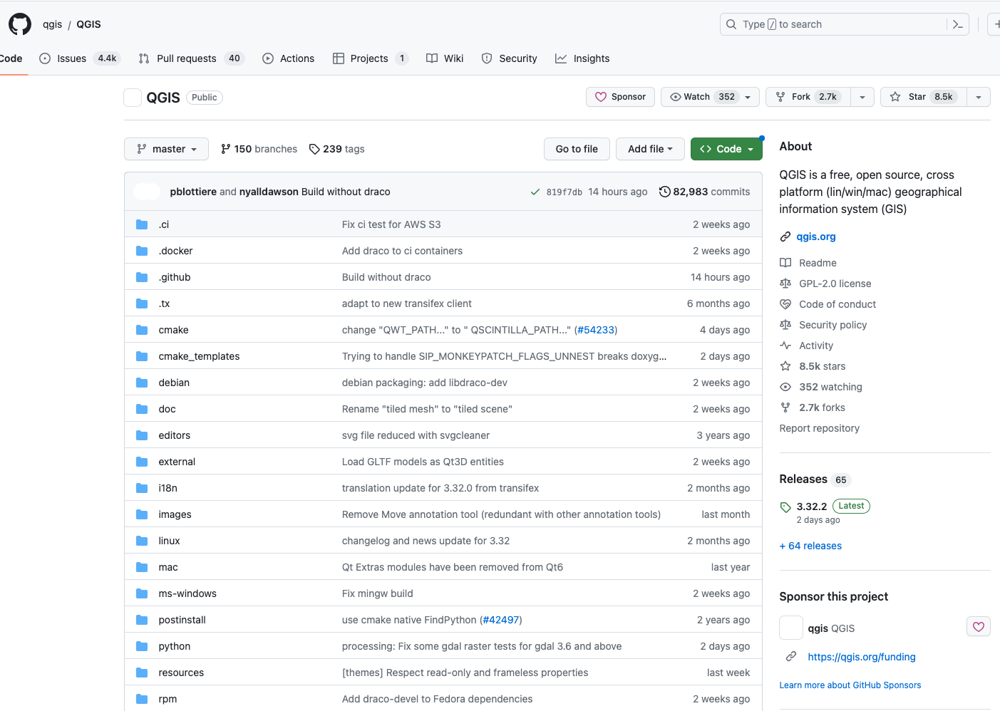 qgis / QGIS
Type / to search
Code Issues 4.4k Pull requests 40 Actions Projects 1 Wiki Security Insights
QGIS Public
Sponsor Watch 352 Fork 2.7k Star 8.5k
master 150 branches 239 tags Go to file Add file Code
pblottiere and nyalldawson Build without draco 819f7db 14 hours ago 82,983 commits
.ci Fix ci test for AWS S3 2 weeks ago
.docker Add draco to ci containers 2 weeks ago
.github Build without draco 14 hours ago
.tx adapt to new transifex client 6 months ago
cmake change "QWT_PATH..." to " QSCINTILLA_PATH..." (#54233) 4 days ago
cmake_templates Trying to handle SIP_MONKEYPATCH_FLAGS_UNNEST breaks doxyg... 2 days ago
debian debian packaging: add libdraco-dev 2 weeks ago
doc Rename "tiled mesh" to "tiled scene" 2 weeks ago
editors svg file reduced with svgcleaner 3 years ago
external Load GLTF models as Qt3D entities 2 weeks ago
i18n translation update for 3.32.0 from transifex 2 months ago
images Remove Move annotation tool (redundant with other annotation tools) last month
linux changelog and news update for 3.32 2 months ago
mac Qt Extras modules have been removed from Qt6 last year
ms-windows Fix mingw build 2 weeks ago
postinstall use cmake native FindPython (#42497) 2 years ago
python processing: Fix some gdal raster tests for gdal 3.6 and above 2 days ago
resources [themes] Respect read-only and frameless properties last week
rpm Add draco-devel to Fedora dependencies 2 weeks ago
About
QGIS is a free, open source, cross
platform (lin/win/mac) geographical
information system (GIS)
qgis.org
Readme
GPL-2.0 license
Code of conduct
Security policy
Activity
8.5k stars
352 watching
2.7k forks
Report repository
Releases 65
3.32.2 Latest
2 days ago
+ 64 releases
Sponsor this project
qgis QGIS
https://qgis.org/funding
Learn more about GitHub Sponsors